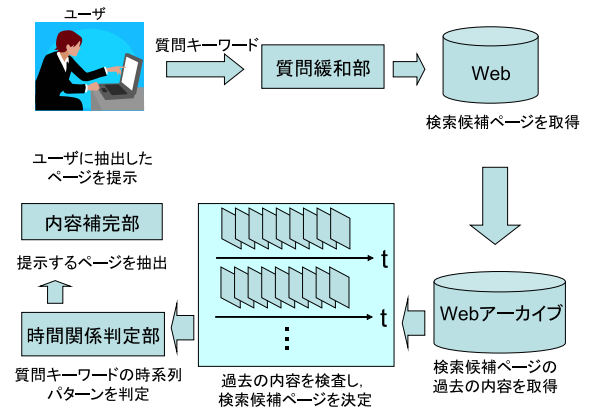 ユーザ
質問キーワード
質問緩和部
Web
検索候補ページを取得
Webアーカイブ
検索候補ページの
過去の内容を取得
t
t
過去の内容を検査し,
検索候補ページを決定
時間関係判定部
質問キーワードの時系列
パターンを判定
提示するページを抽出
内容補完部
ユーザに抽出した
ページを提示